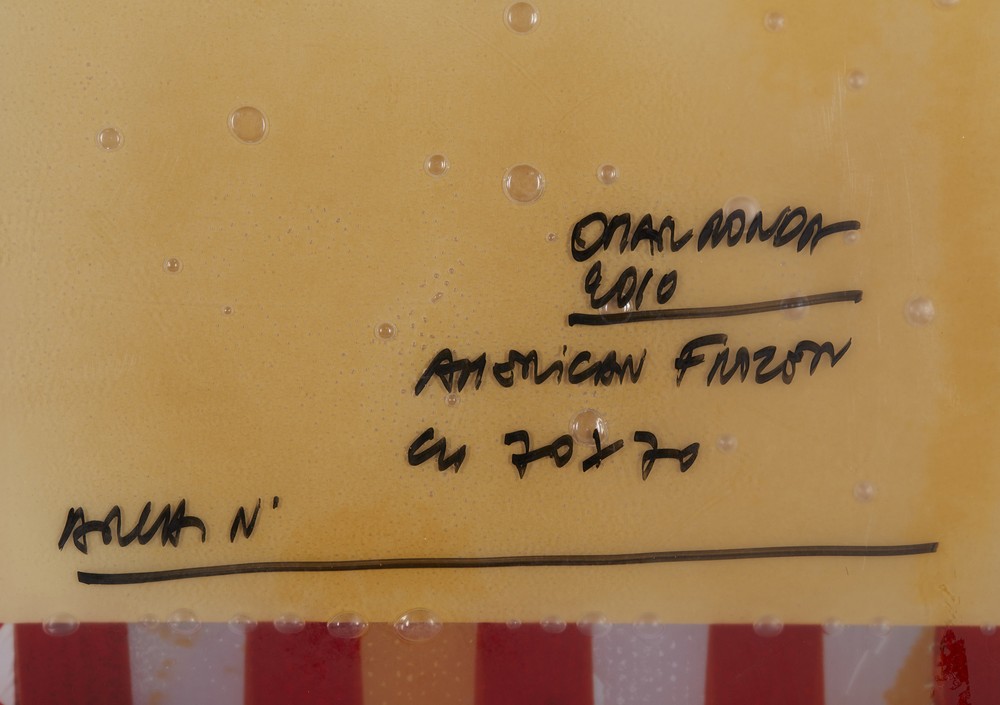 OMAR RONDA
2010
AMERICAN FROZEN
CM 70x70
ARCH N°